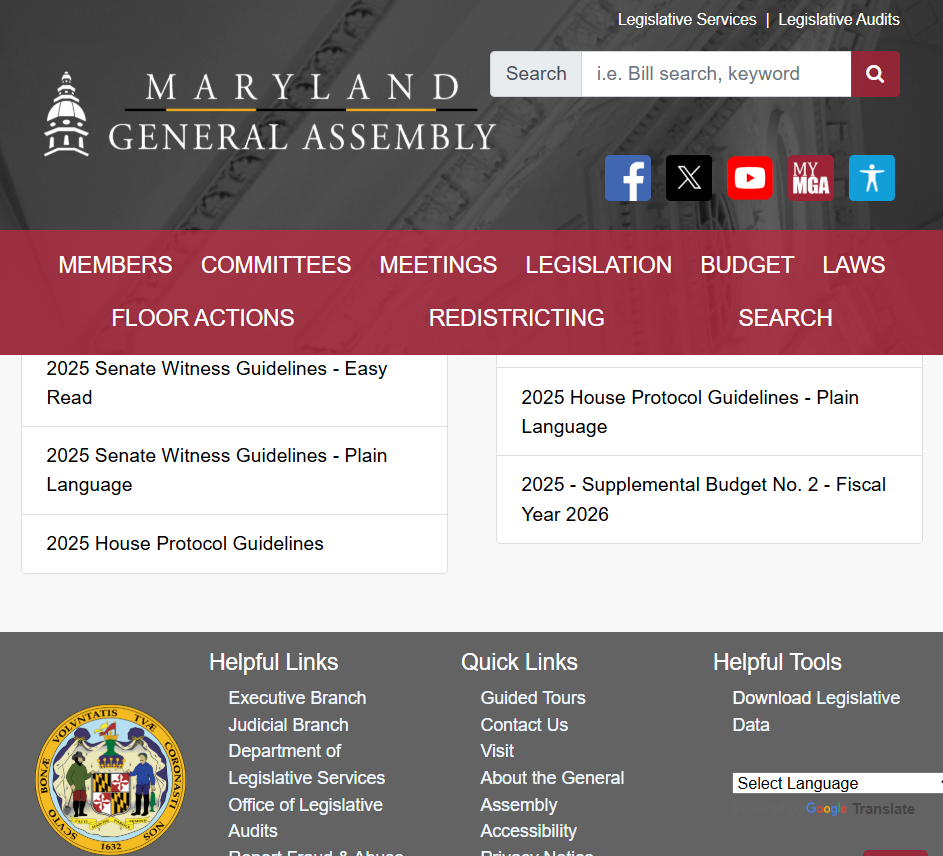 Legislative Services | Legislative Audits
MARYLAND
GENERAL ASSEMBLY
Search
i.e. Bill search, keyword
MY
MGA
MEMBERS COMMITTEES MEETINGS LEGISLATION BUDGET LAWS
FLOOR ACTIONS REDISTRICTING SEARCH
2025 Senate Witness Guidelines - Easy
Read
2025 Senate Witness Guidelines - Plain
Language
2025 House Protocol Guidelines
2025 House Protocol Guidelines - Plain
Language
2025 - Supplemental Budget No. 2 - Fiscal
Year 2026
SCVTO BONÆ VOLVNTATIS TVÆ CORONASTI NOS
1632
Helpful Links
Executive Branch
Judicial Branch
Department of
Legislative Services
Office of Legislative
Audits
Report Fraud & Abuse
Quick Links
Guided Tours
Contact Us
Visit
About the General
Assembly
Accessibility
Privacy Notice
Helpful Tools
Download Legislative
Data
Select Language
Google Translate